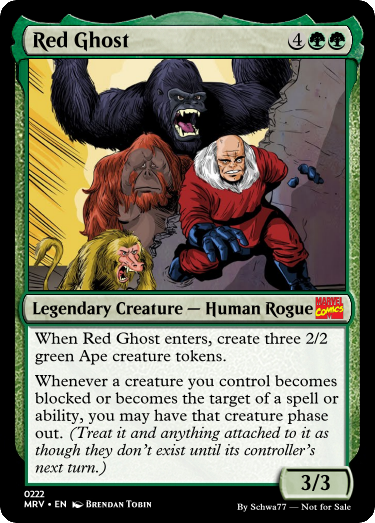 Red Ghost 4
Legendary Creature — Human Rogue
MARVEL
COMICS
When Red Ghost enters, create three 2/2
green Ape creature tokens.
Whenever a creature you control becomes
blocked or becomes the target of a spell or
ability, you may have that creature phase
out. (Treat it and anything attached to it as
though they don’t exist until its controller’s
next turn.)
3/3
0222
MRV • EN Brendan Tobin
By Schwa77 — Not for Sale